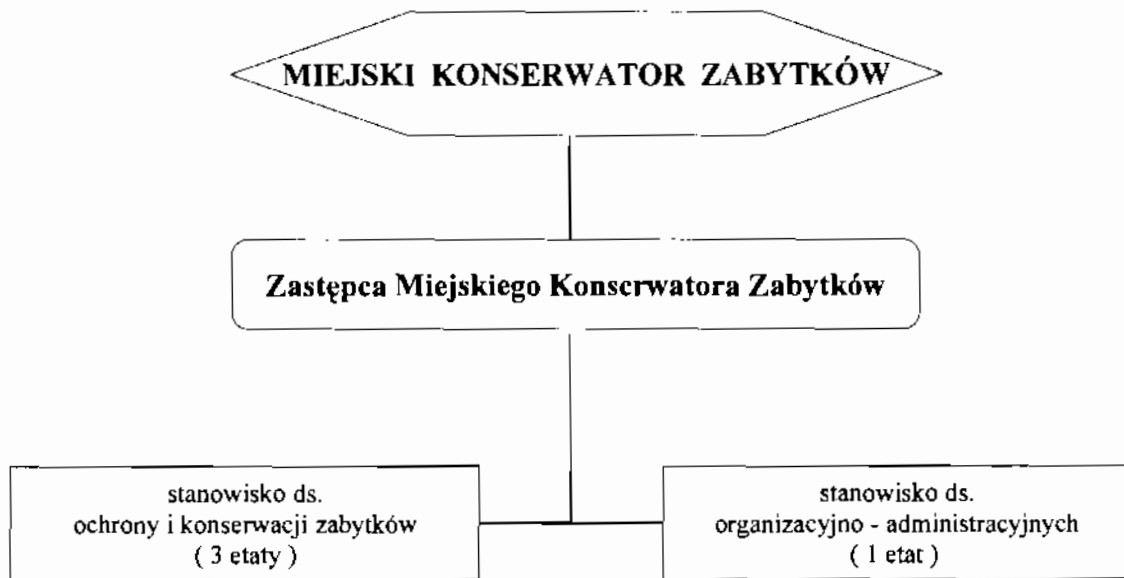 MIEJSKI KONSERWATOR ZABYTKÓW
Zastępca Miejskiego Konserwatora Zabytków
stanowisko ds.
ochrony i konserwacji zabytków
( 3 etaty )
stanowisko ds.
organizacyjno - administracyjnych
( 1 etat )